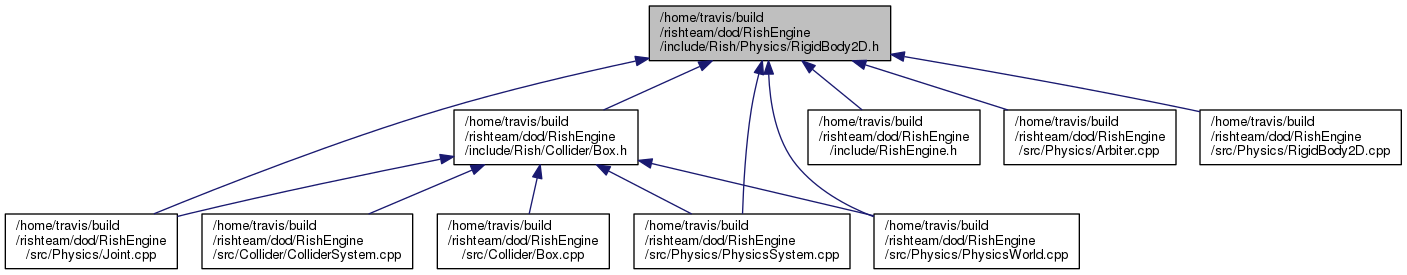 /home/travis/build
/rishteam/dod/RishEngine
/include/Rish/Physics/RigidBody2D.h
/home/travis/build
/rishteam/dod/RishEngine
/include/Rish/Collider/Box.h
/home/travis/build
/rishteam/dod/RishEngine
/include/RishEngine.h
/home/travis/build
/rishteam/dod/RishEngine
/src/Physics/Arbiter.cpp
/home/travis/build
/rishteam/dod/RishEngine
/src/Physics/RigidBody2D.cpp
/home/travis/build
/rishteam/dod/RishEngine
/src/Physics/Joint.cpp
/home/travis/build
/rishteam/dod/RishEngine
/src/Collider/ColliderSystem.cpp
/home/travis/build
/rishteam/dod/RishEngine
/src/Collider/Box.cpp
/home/travis/build
/rishteam/dod/RishEngine
/src/Physics/PhysicsSystem.cpp
/home/travis/build
/rishteam/dod/RishEngine
/src/Physics/PhysicsWorld.cpp